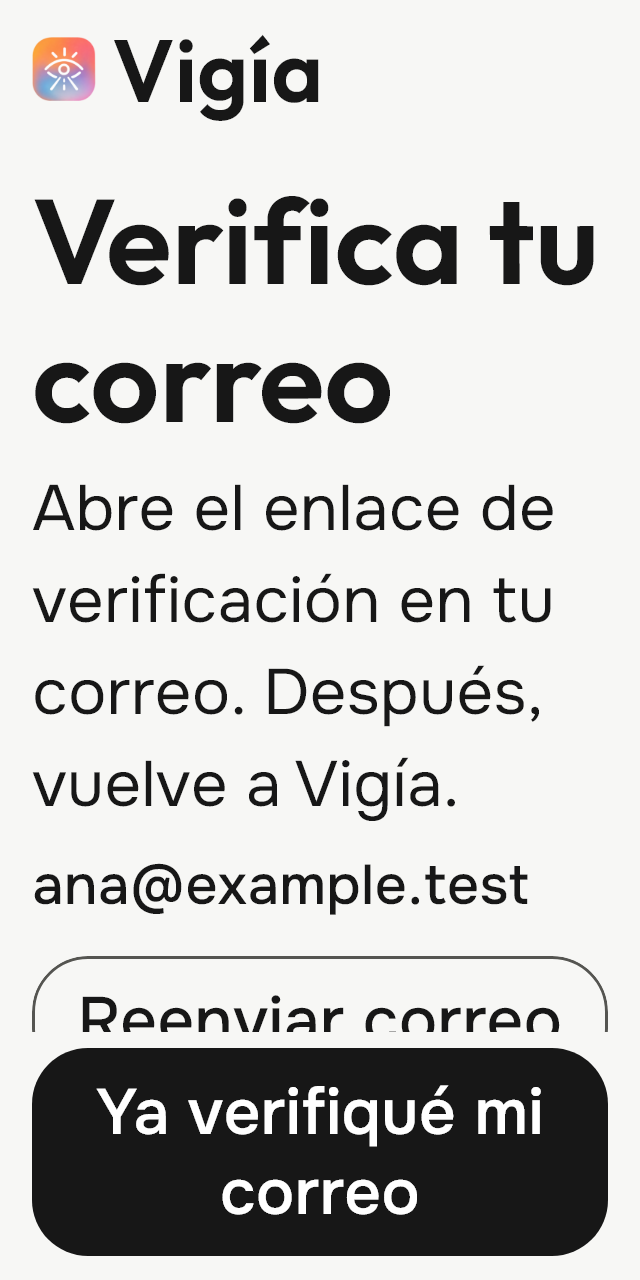 Vigía
Verifica tu
correo
Abre el enlace de
verificación en tu
correo. Después,
vuelve a Vigía.
ana@example.test
Reenviar correo
Ya verifiqué mi
correo